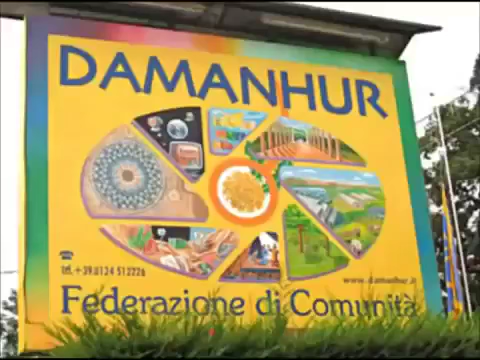 DAMANHUR
☎
tel. +39.0124 512226
www.damanhur.it
Federazione di Comunità